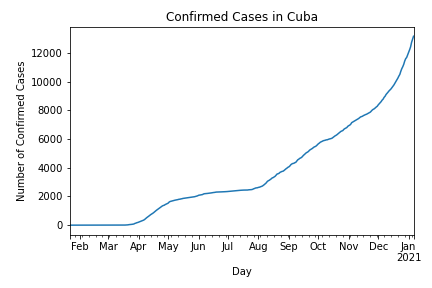 Confirmed Cases in Cuba
Number of Confirmed Cases
12000
10000
8000
6000
4000
2000
0
Feb Mar Apr May Jun Jul Aug Sep Oct Nov Dec Jan
2021
Day